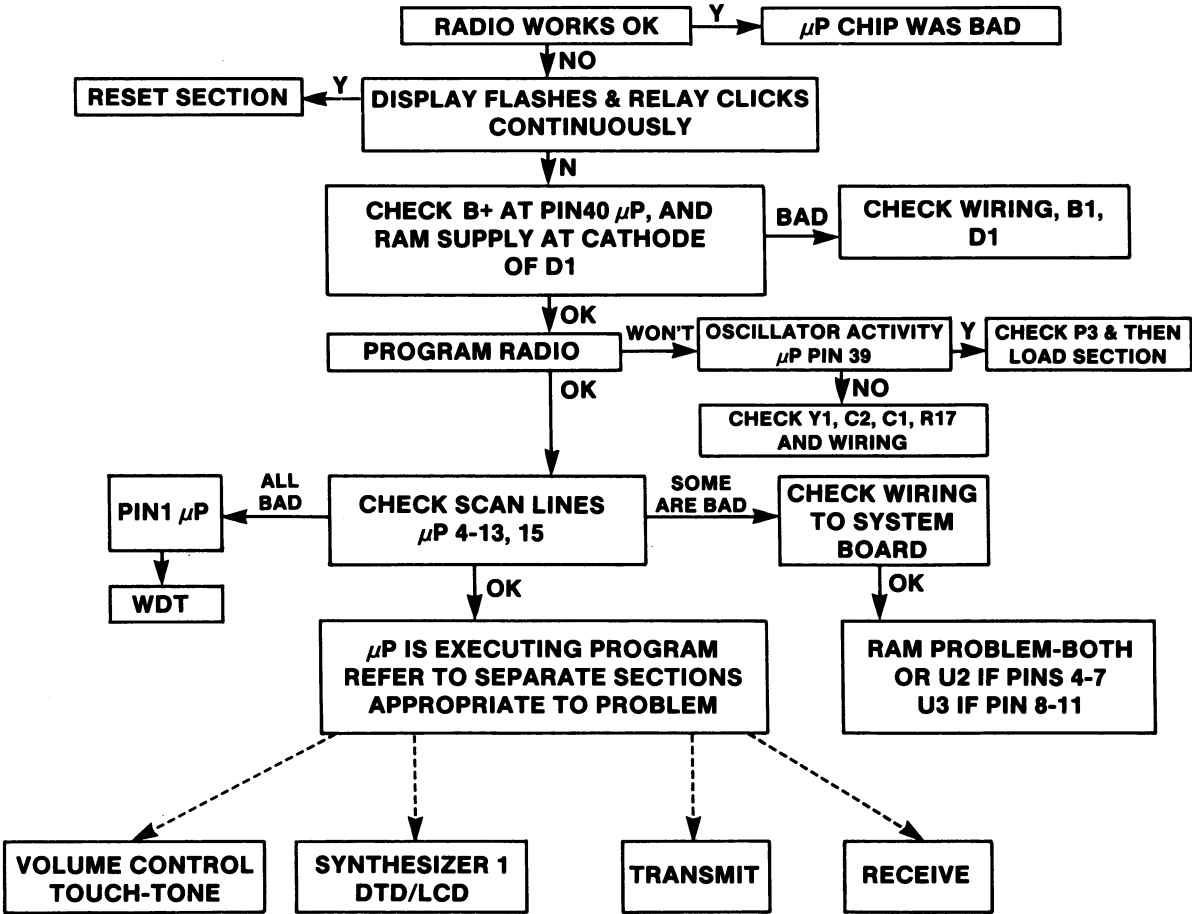 RADIO WORKS OK
Y
µP CHIP WAS BAD
NO
RESET SECTION
Y
DISPLAY FLASHES & RELAY CLICKS
CONTINUOUSLY
N
CHECK B+ AT PIN40 µP, AND
RAM SUPPLY AT CATHODE
OF D1
BAD
CHECK WIRING, B1,
D1
OK
PROGRAM RADIO
WON'T
OSCILLATOR ACTIVITY
µP PIN 39
Y
CHECK P3 & THEN
LOAD SECTION
OK
NO
CHECK Y1, C2, C1, R17
AND WIRING
PIN1 µP
ALL
BAD
CHECK SCAN LINES
µP 4-13, 15
SOME
ARE BAD
CHECK WIRING
TO SYSTEM
BOARD
WDT
OK
OK
µP IS EXECUTING PROGRAM
REFER TO SEPARATE SECTIONS
APPROPRIATE TO PROBLEM
RAM PROBLEM-BOTH
OR U2 IF PINS 4-7
U3 IF PIN 8-11
VOLUME CONTROL
TOUCH-TONE
SYNTHESIZER 1
DTD/LCD
TRANSMIT
RECEIVE